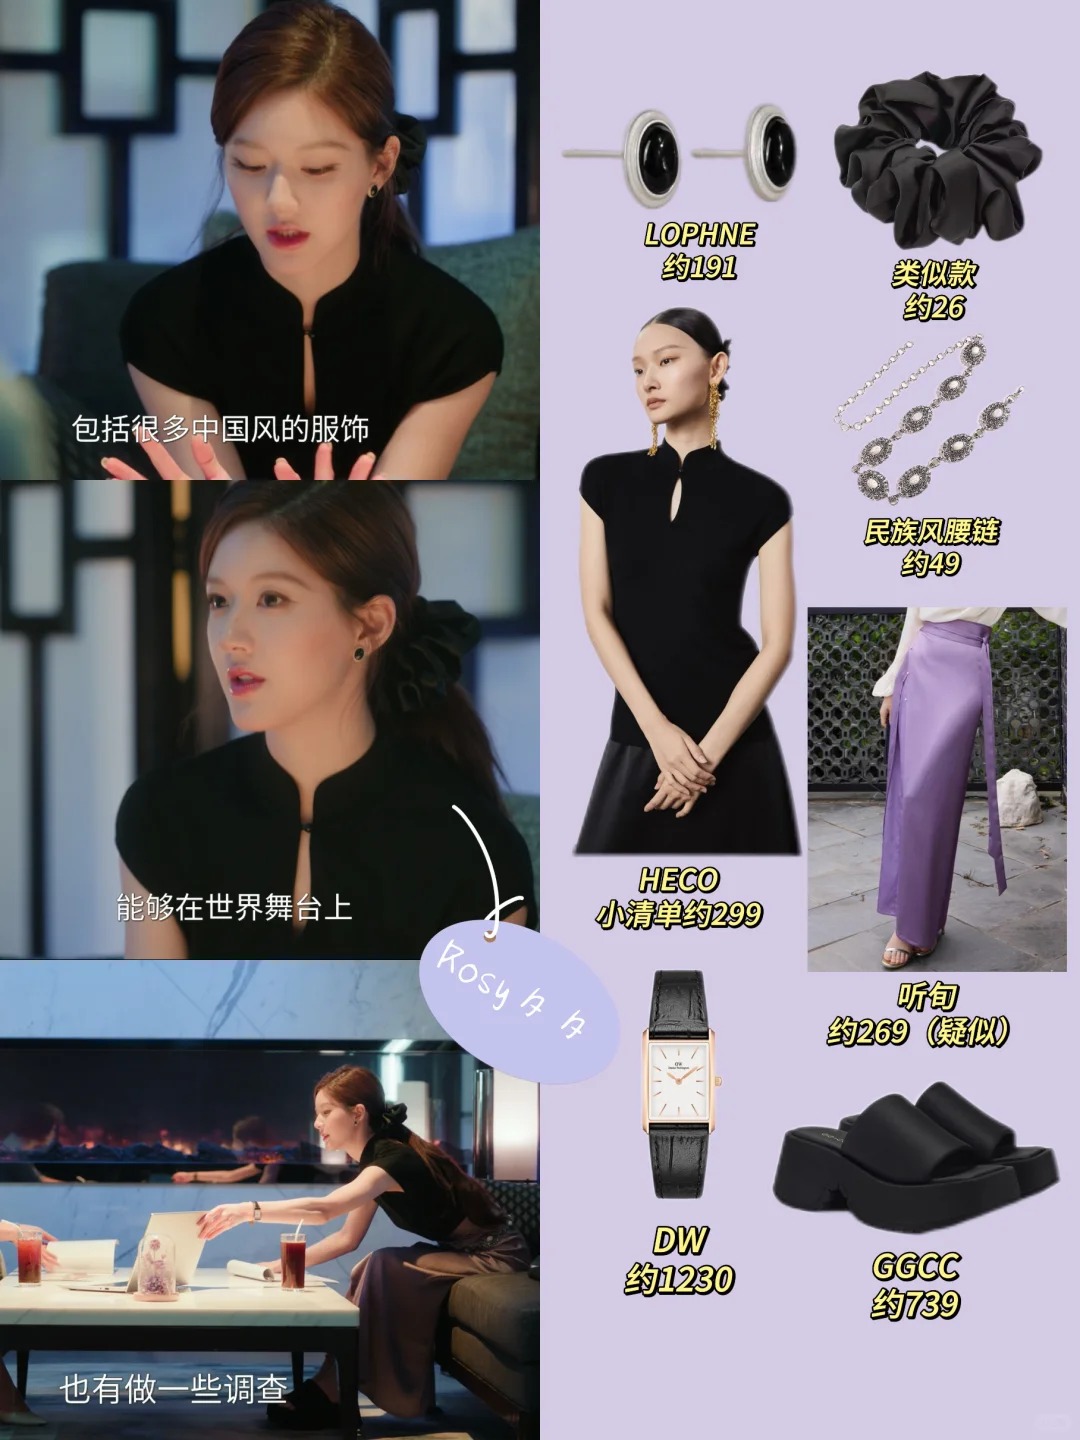 包括很多中国风的服饰
能够在世界舞台上
也有做一些调查
Rosy夕夕
LOPHNE
约191
类似款
约26
民族风腰链
约49
HECO
小清单约299
听旬
约269（疑似）
DW
约1230
GGCC
约739